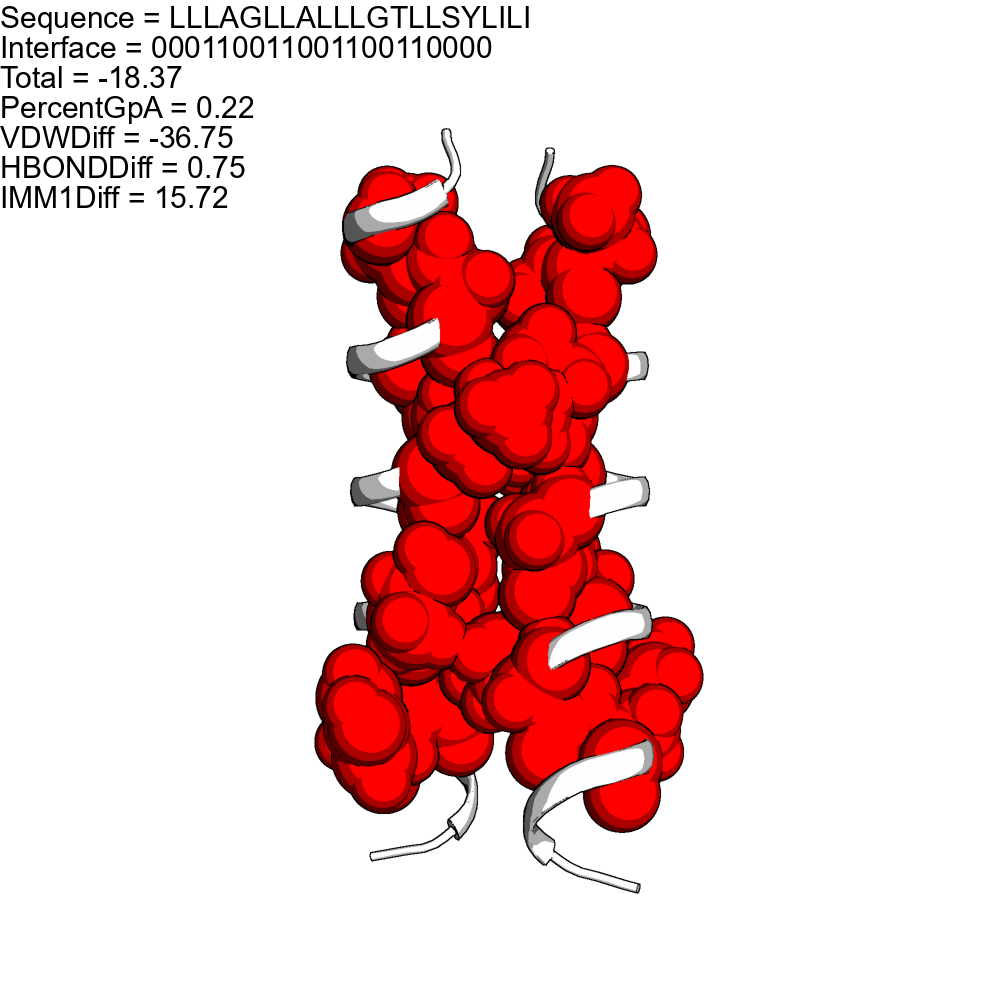 Sequence = LLLAGLLALLLGTLLSYLILI
Interface = 000110011001100110000
Total = -18.37
PercentGpA = 0.22
VDWDiff = -36.75
HBONDDiff = 0.75
IMM1Diff = 15.72